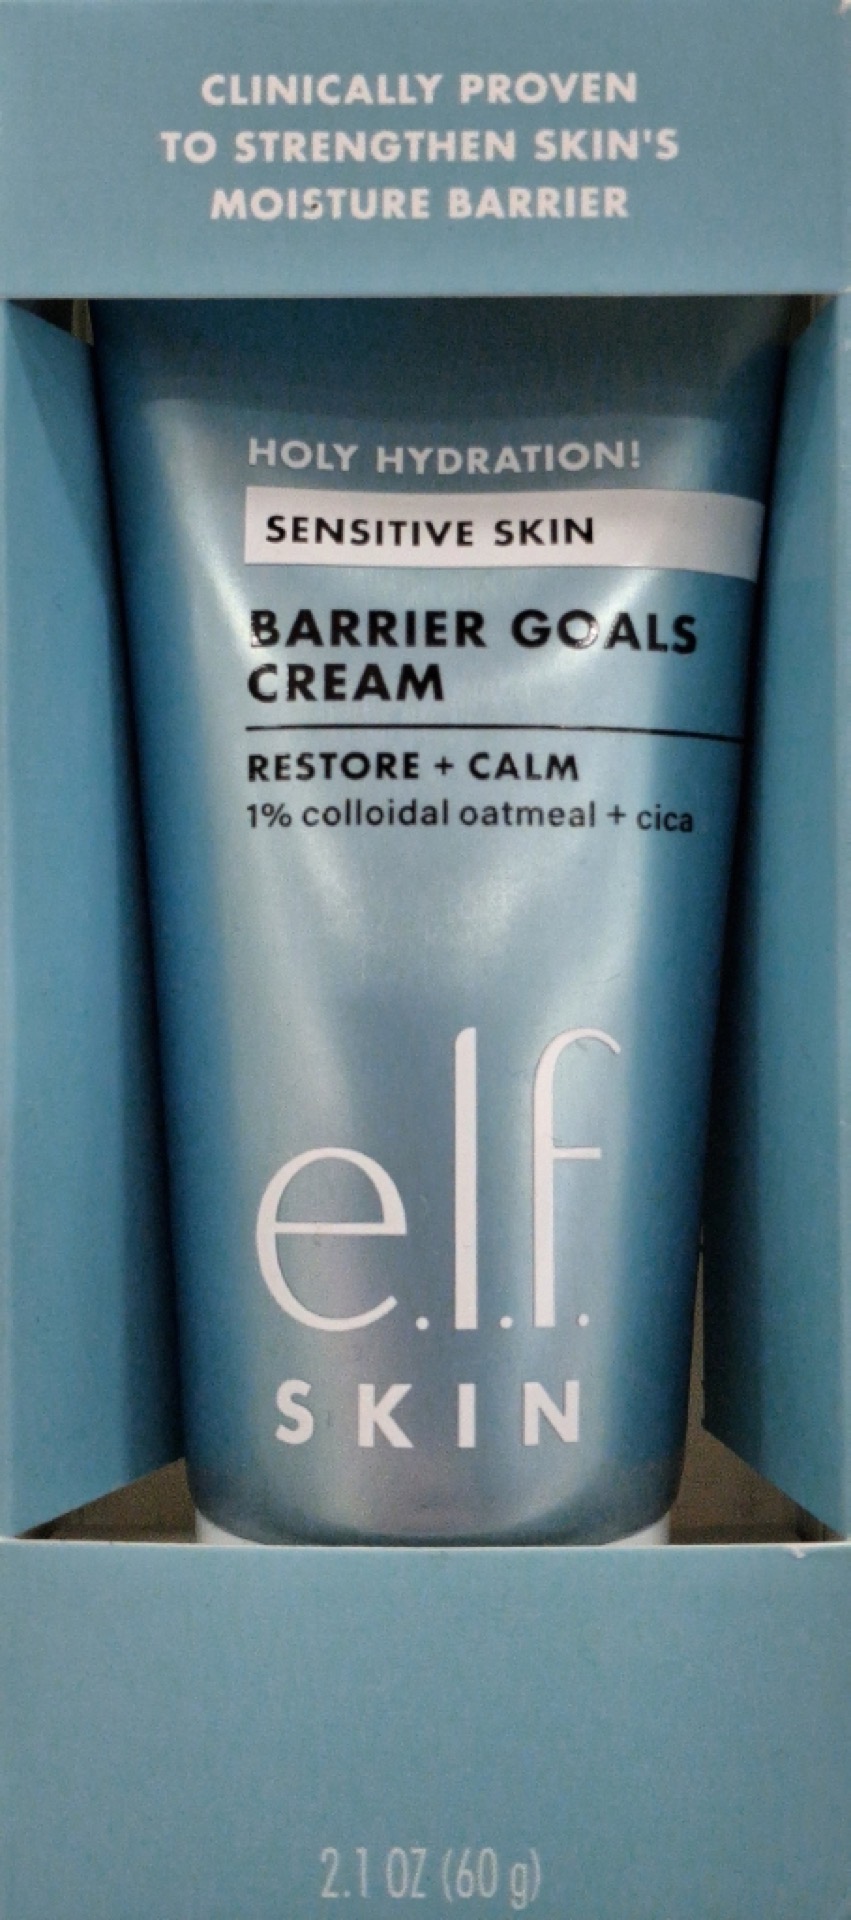 CLINICALLY PROVEN
TO STRENGTHEN SKIN'S
MOISTURE BARRIER
HOLY HYDRATION!
SENSITIVE SKIN
BARRIER GOALS
CREAM
RESTORE + CALM
1% colloidal oatmeal + cica
e.l.f.
SKIN
2.1 OZ (60 g)